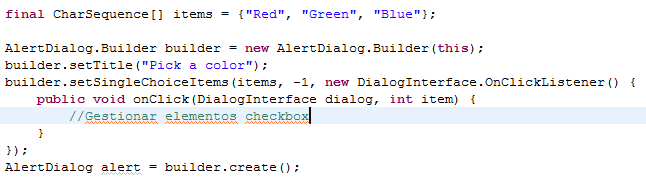 final CharSequence[] items = {"Red", "Green", "Blue"};
AlertDialog.Builder builder = new AlertDialog.Builder(this);
builder.setTitle("Pick a color");
builder.setSingleChoiceItems(items, -1, new DialogInterface.OnClickListener() {
    public void onClick(DialogInterface dialog, int item) {
        //Gestionar elementos checkbox
    }
});
AlertDialog alert = builder.create();